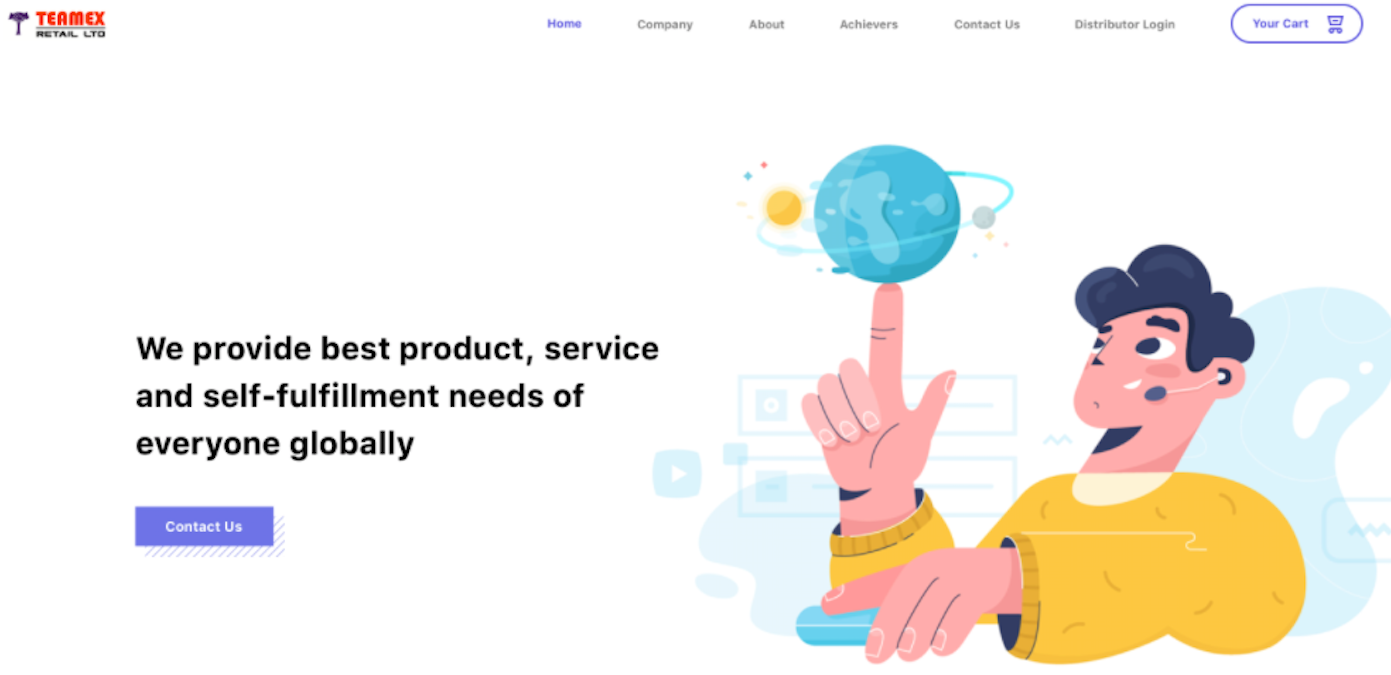 TEAMEX
RETAIL LTD
Home Company About Achievers Contact Us Distributor Login Your Cart
We provide best product, service
and self-fulfillment needs of
everyone globally
Contact Us